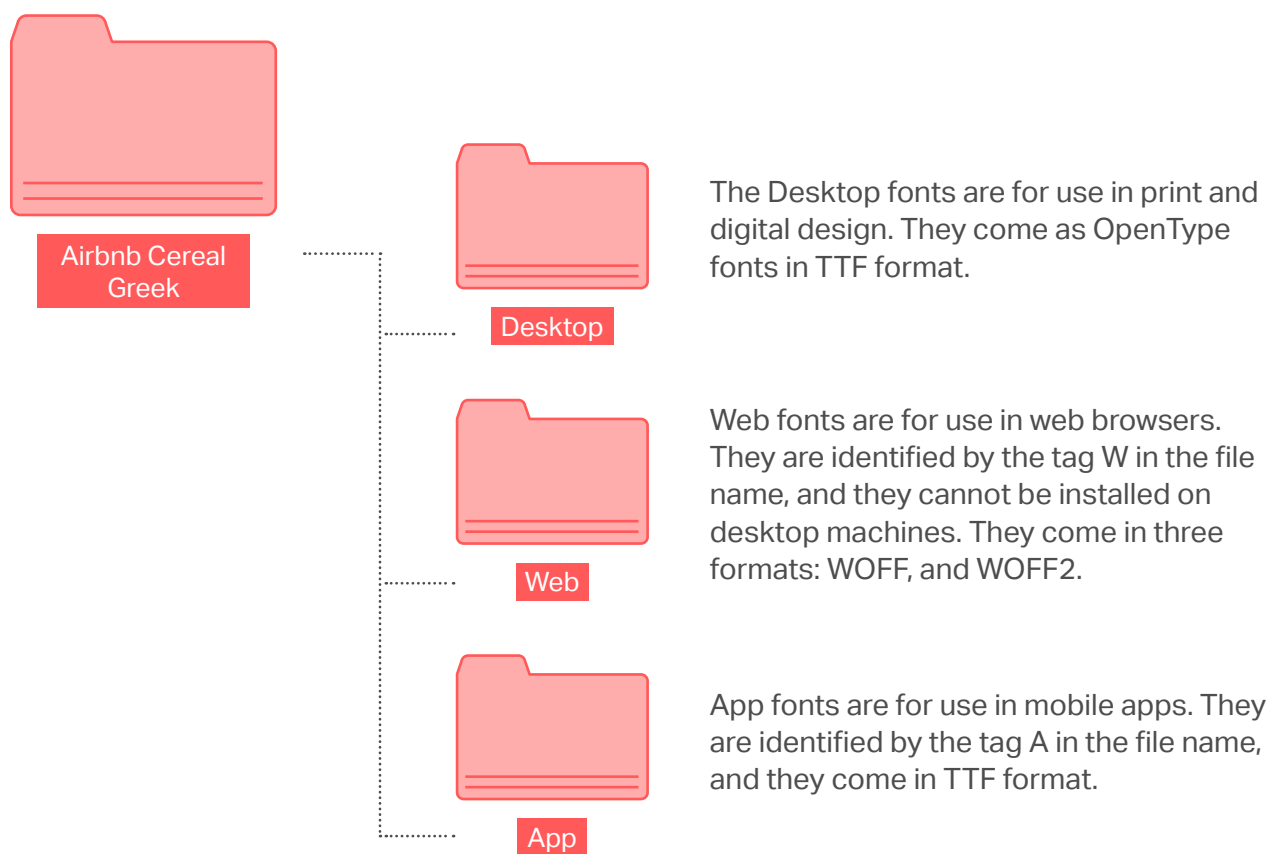 Airbnb Cereal
Greek
The Desktop fonts are for use in print and
digital design. They come as OpenType
fonts in TTF format.
Desktop
Web fonts are for use in web browsers.
They are identified by the tag W in the file
name, and they cannot be installed on
desktop machines. They come in three
formats: WOFF, and WOFF2.
Web
App fonts are for use in mobile apps. They
are identified by the tag A in the file name,
and they come in TTF format.
App